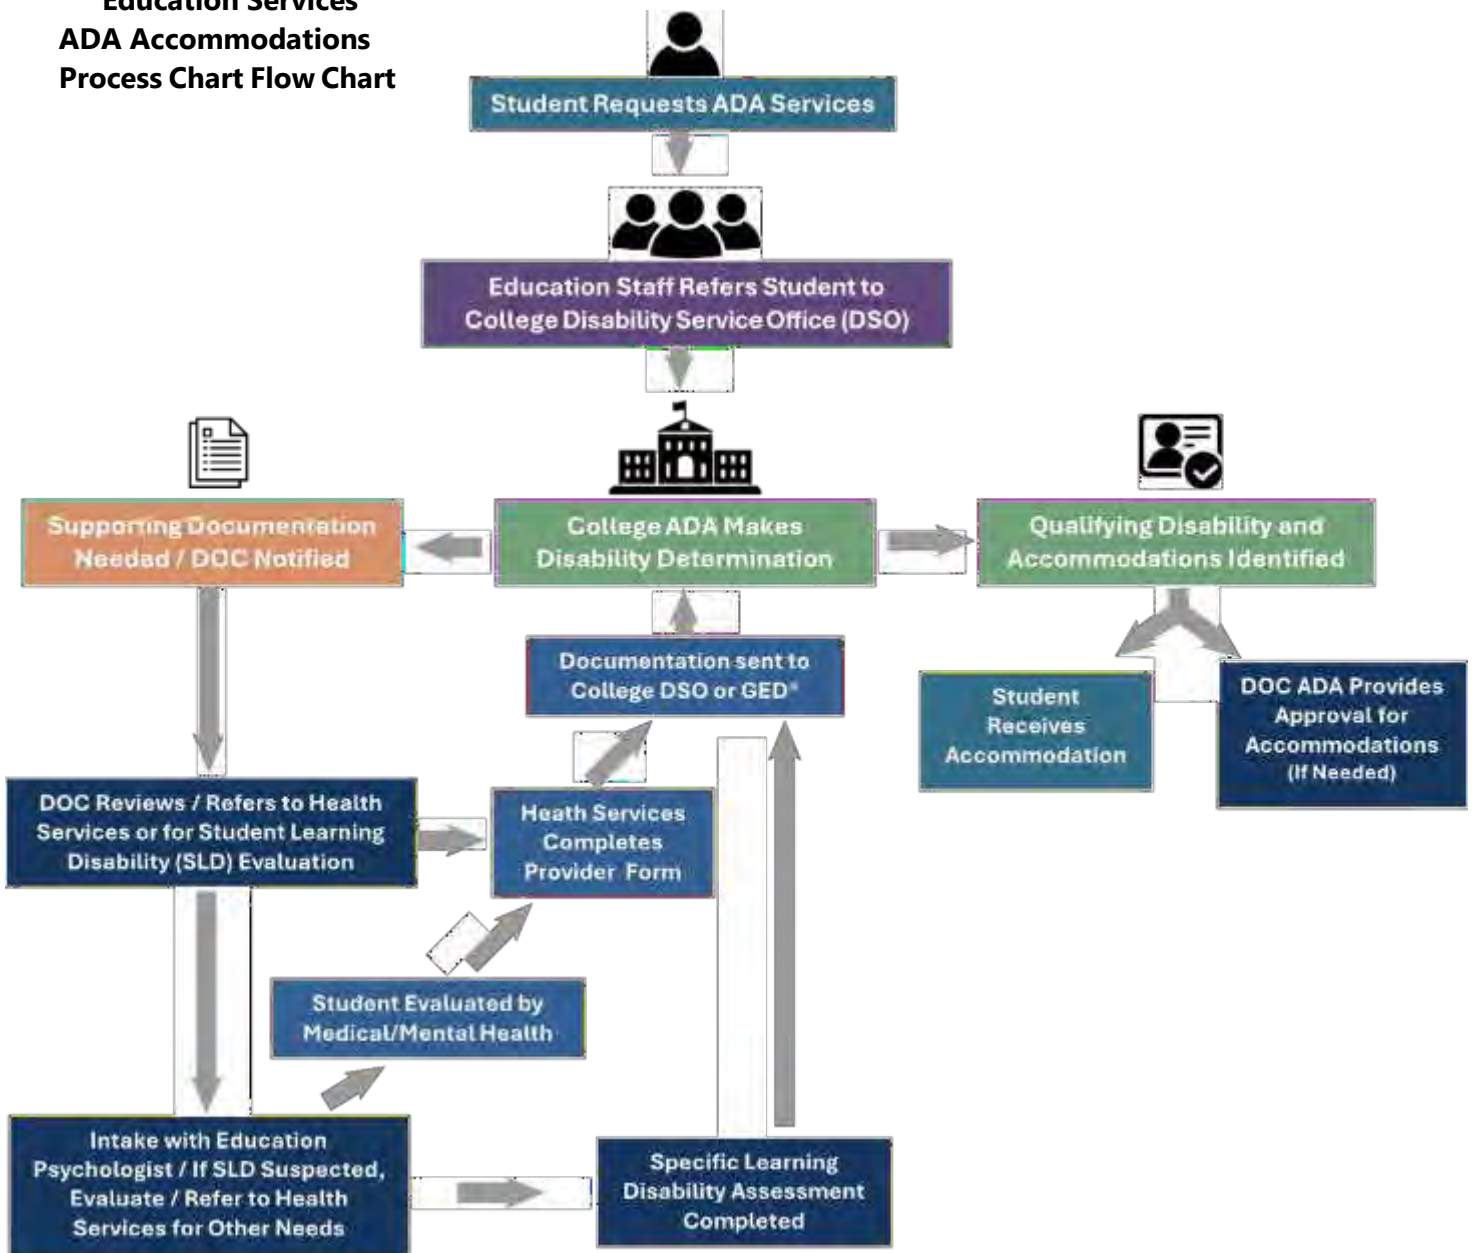 Education Services
ADA Accommodations
Process Chart Flow Chart
Student Requests ADA Services
Education Staff Refers Student to
College Disability Service Office (DSO)
Supporting Documentation
Needed / DOC Notified
College ADA Makes
Disability Determination
Qualifying Disability and
Accommodations Identified
Documentation sent to
College DSO or GED®
Student
Receives
Accommodation
DOC ADA Provides
Approval for
Accommodations
(If Needed)
DOC Reviews / Refers to Health
Services or for Student Learning
Disability (SLD) Evaluation
Heath Services
Completes
Provider Form
Student Evaluated by
Medical/Mental Health
Intake with Education
Psychologist / If SLD Suspected,
Evaluate / Refer to Health
Services for Other Needs
Specific Learning
Disability Assessment
Completed